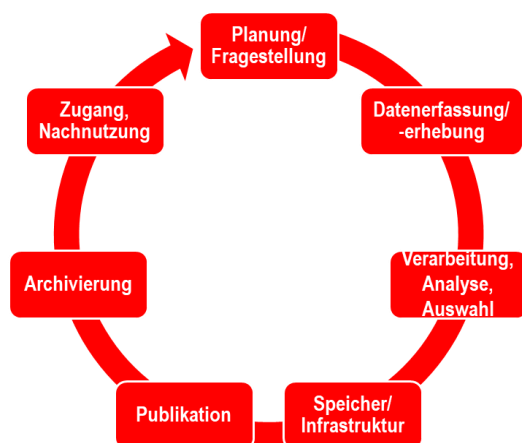 Planung/
Fragestellung
Datenerfassung/
-erhebung
Verarbeitung,
Analyse,
Auswahl
Speicher/
Infrastruktur
Publikation
Archivierung
Zugang,
Nachnutzung